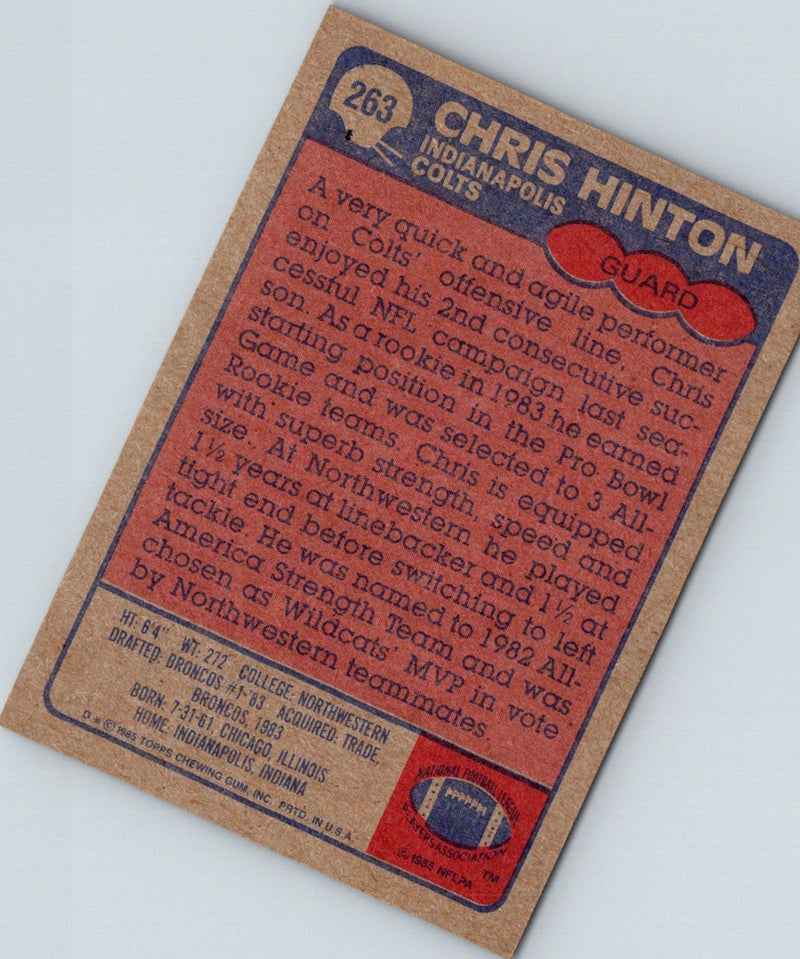 263
CHRIS HINTON
INDIANAPOLIS
COLTS
GUARD
A very quick and agile performer
on Colts' offensive line, Chris
enjoyed his 2nd consecutive suc-
cessful NFL campaign last sea-
son. As a rookie in 1983 he earned
starting position in the Pro Bowl
Game and was selected to 3 All-
Rookie teams. Chris is equipped
with superb strength, speed and
size. At Northwestern he played
1½ years at linebacker and 1½ at
tight end before switching to left
tackle. He was named to 1982 All-
America Strength Team and was
chosen as Wildcats' MVP in vote
by Northwestern teammates.
HT: 6'4" WT: 272 COLLEGE: NORTHWESTERN
DRAFTED: BRONCOS #1-'83 ACQUIRED: TRADE,
BRONCOS, 1983
BORN: 7-31-61, CHICAGO, ILLINOIS
HOME: INDIANAPOLIS, INDIANA
D * © 1985 TOPPS CHEWING GUM, INC. PRTD. IN U.S.A.
NATIONAL FOOTBALL LEAGUE
PLAYERS ASSOCIATION
TM
© 1985 NFLPA